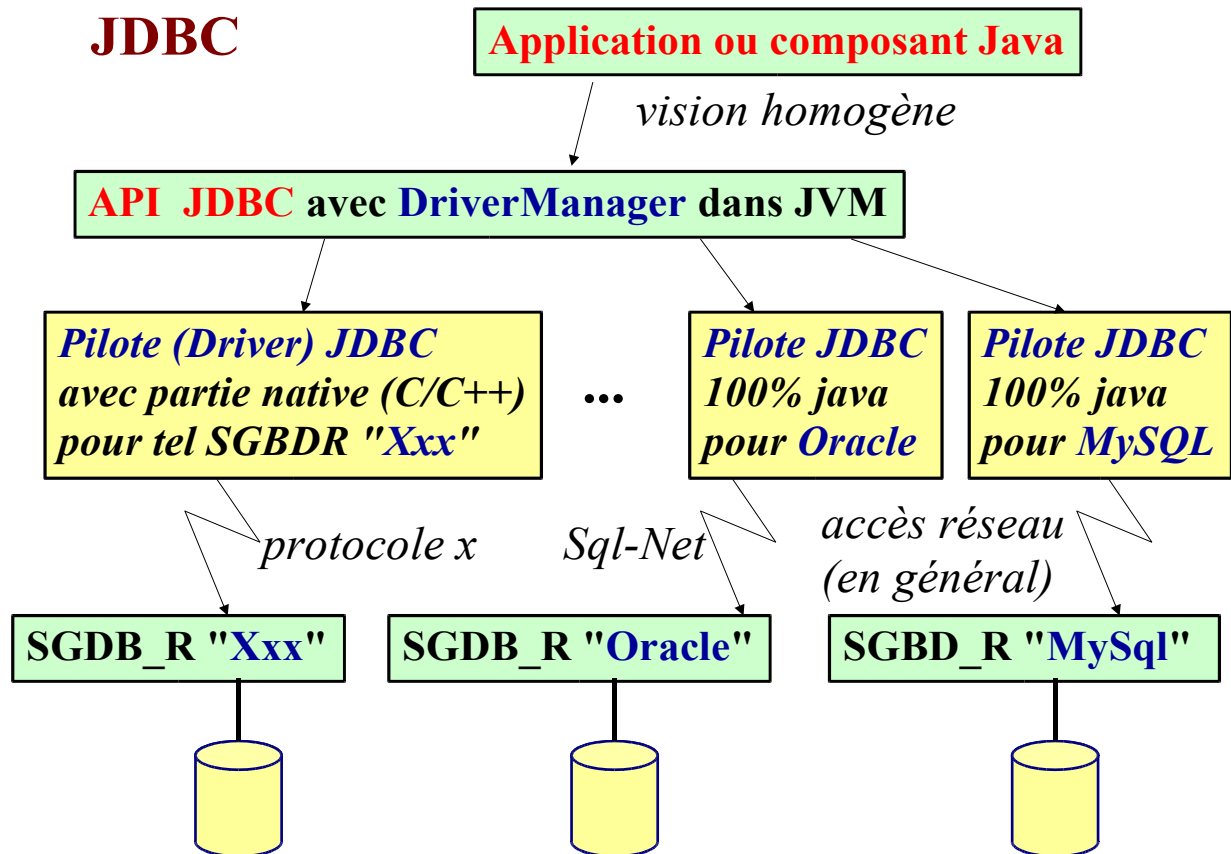 JDBC
Application ou composant Java
vision homogène
API JDBC avec DriverManager dans JVM
Pilote (Driver) JDBC
avec partie native (C/C++)
pour tel SGBDR "Xxx"
...
Pilote JDBC
100% java
pour Oracle
Pilote JDBC
100% java
pour MySQL
protocole x
Sql-Net
accès réseau
(en général)
SGDB_R "Xxx"
SGDB_R "Oracle"
SGBD_R "MySql"